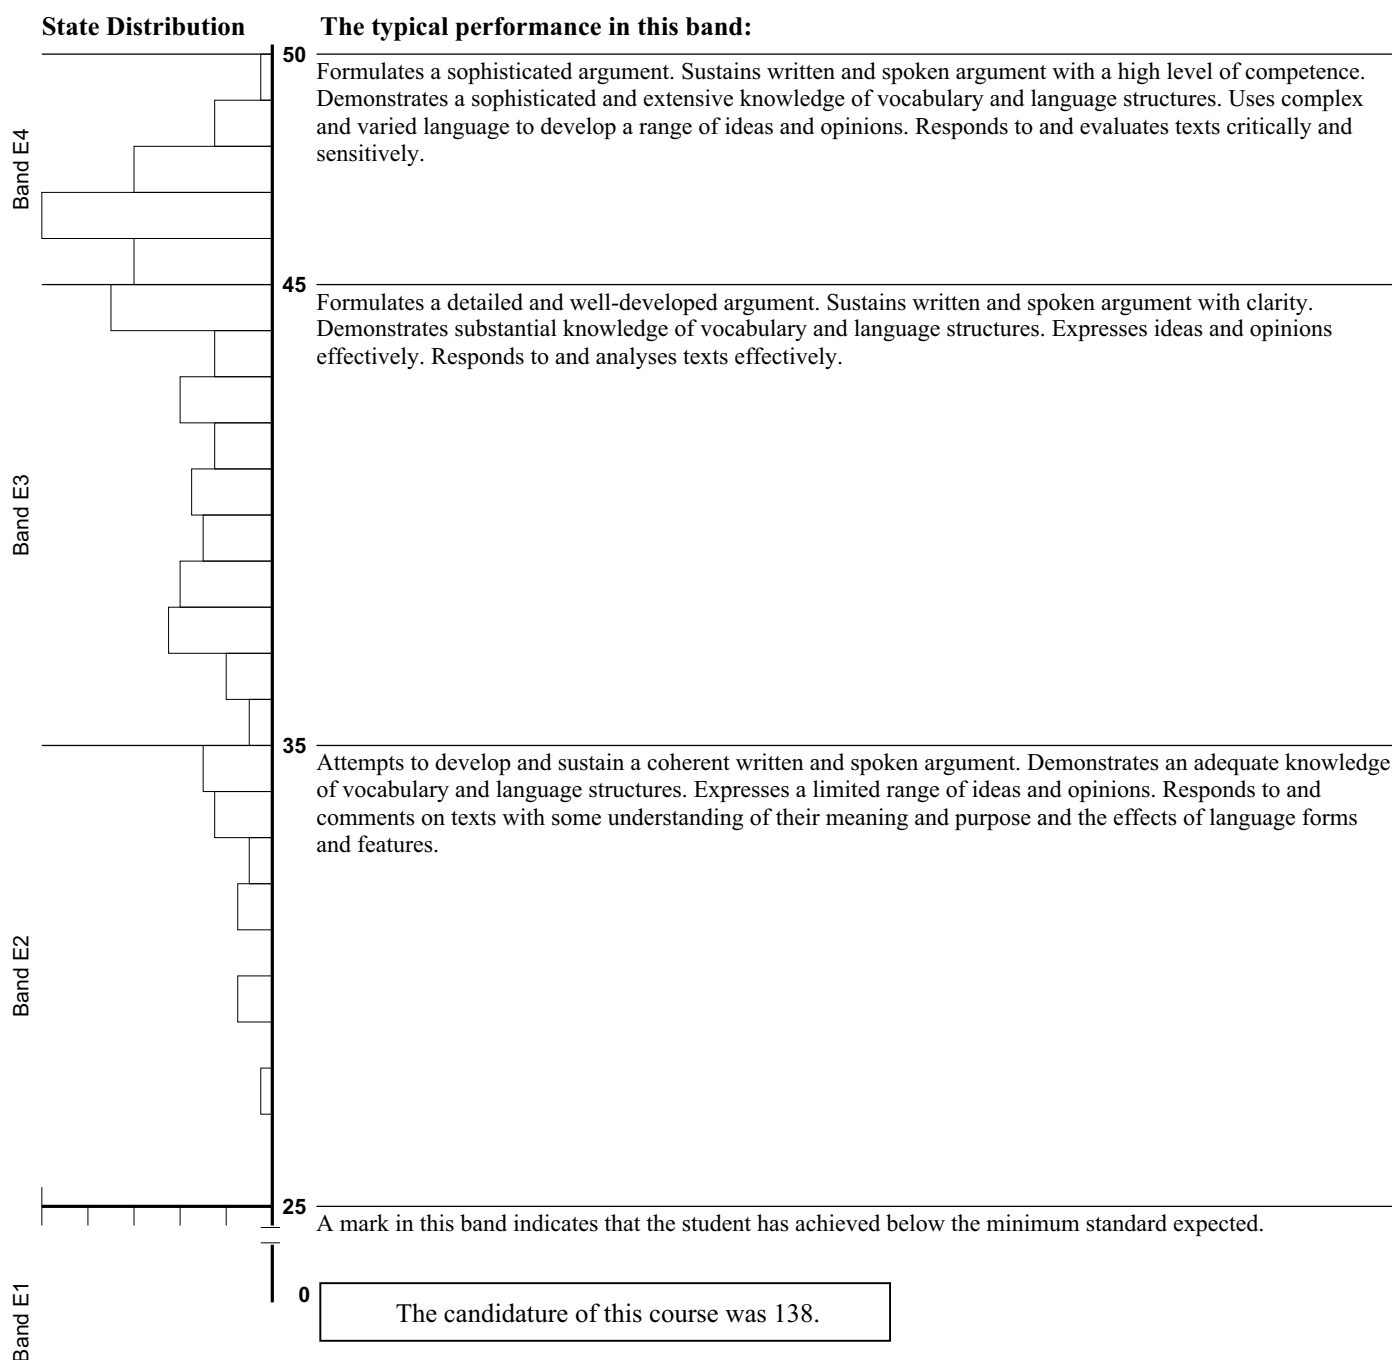 State Distribution
The typical performance in this band:
50
Formulates a sophisticated argument. Sustains written and spoken argument with a high level of competence.
Demonstrates a sophisticated and extensive knowledge of vocabulary and language structures. Uses complex
and varied language to develop a range of ideas and opinions. Responds to and evaluates texts critically and
sensitively.
Band E4
45
Formulates a detailed and well-developed argument. Sustains written and spoken argument with clarity.
Demonstrates substantial knowledge of vocabulary and language structures. Expresses ideas and opinions
effectively. Responds to and analyses texts effectively.
Band E3
35
Attempts to develop and sustain a coherent written and spoken argument. Demonstrates an adequate knowledge
of vocabulary and language structures. Expresses a limited range of ideas and opinions. Responds to and
comments on texts with some understanding of their meaning and purpose and the effects of language forms
and features.
Band E2
25
A mark in this band indicates that the student has achieved below the minimum standard expected.
Band E1
0
The candidature of this course was 138.